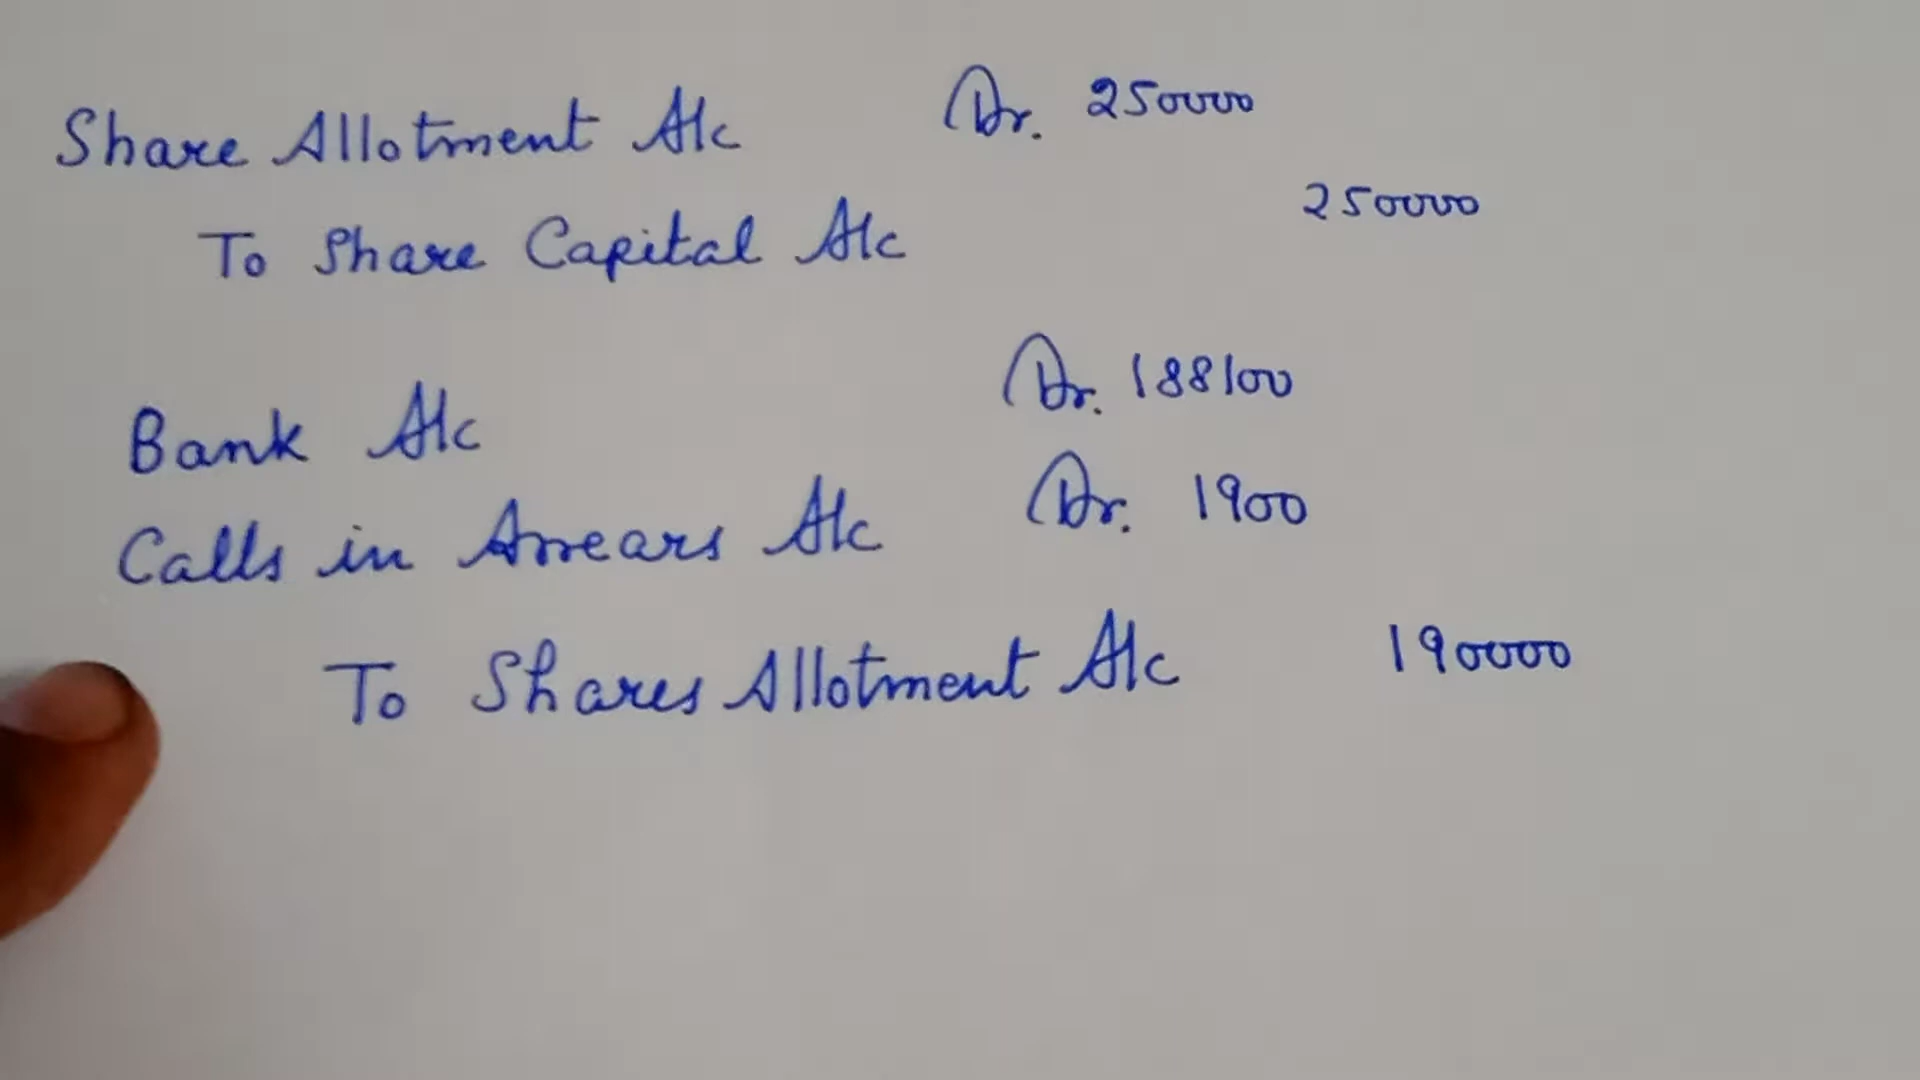 Share Allotment A/c Dr. 250000
To Share Capital A/c 250000
Bank A/c Dr. 188100
Calls in Arrears A/c Dr. 1900
To Shares Allotment A/c 190000